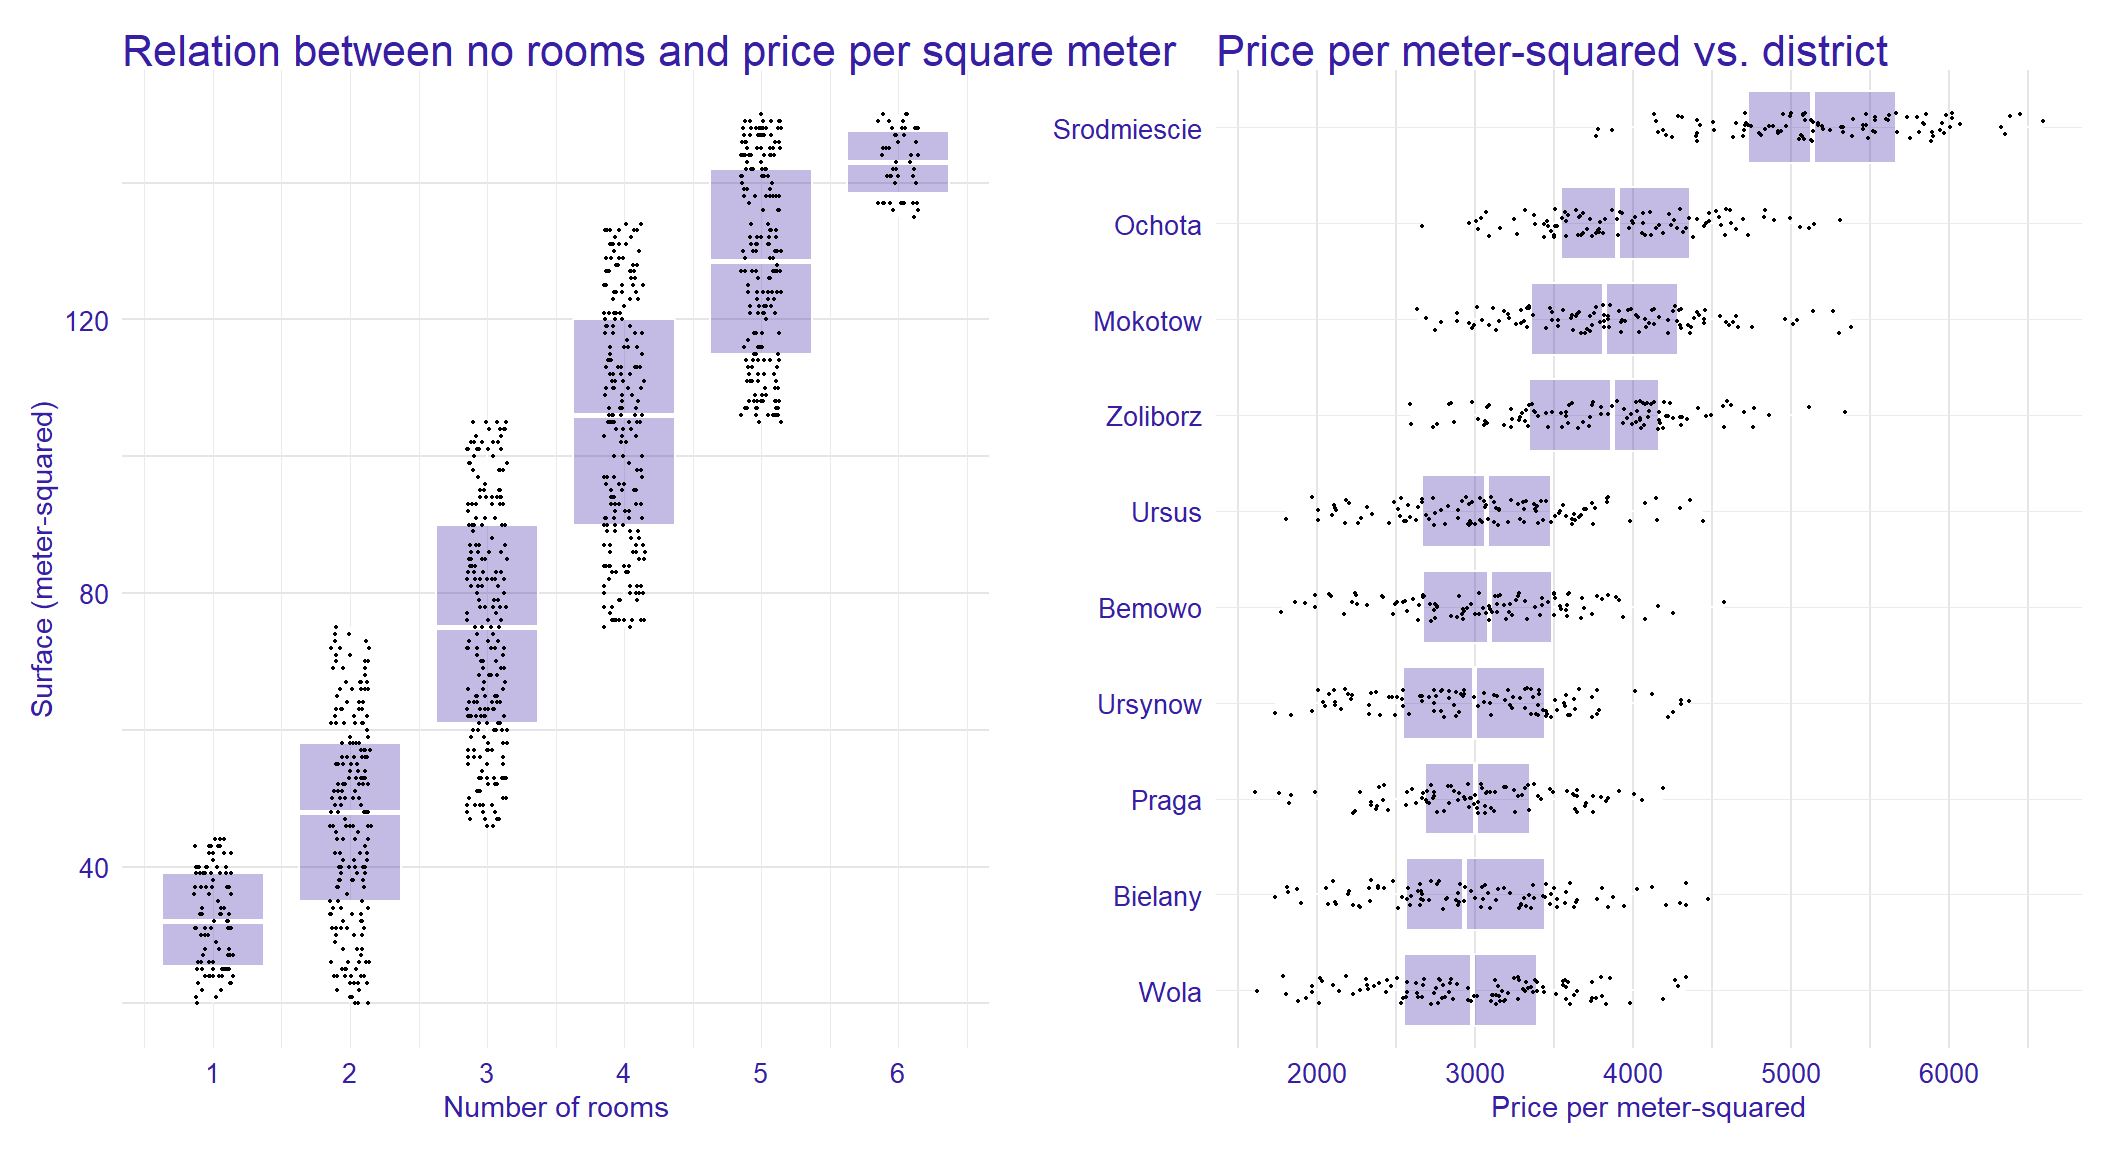 Relation between no rooms and price per square meter
Surface (meter-squared)
120
80
40
1 2 3 4 5 6
Number of rooms
Price per meter-squared vs. district
Srodmiescie
Ochota
Mokotow
Zoliborz
Ursus
Bemowo
Ursynow
Praga
Bielany
Wola
2000 3000 4000 5000 6000
Price per meter-squared